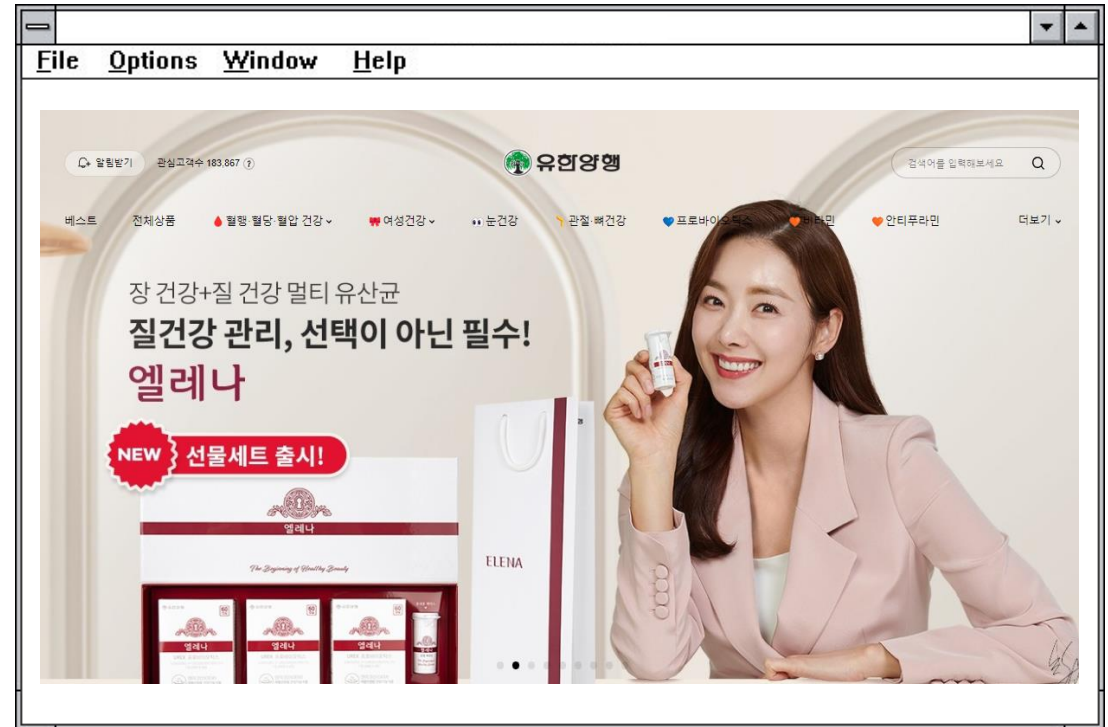 File Options Window Help
알림받기 관심고객수 183,867 ?
유한양행
검색어를 입력해보세요
베스트 전체상품 혈행·혈당·혈압 건강 여성건강 눈건강 관절·뼈건강 프로바이오틱스 비타민 안티푸라민 더보기
장 건강+질 건강 멀티 유산균
질건강 관리, 선택이 아닌 필수!
엘레나
NEW 선물세트 출시!
엘레나
The Beginning of Healthy Beauty
ELENA
엘레나
엘레나
엘레나